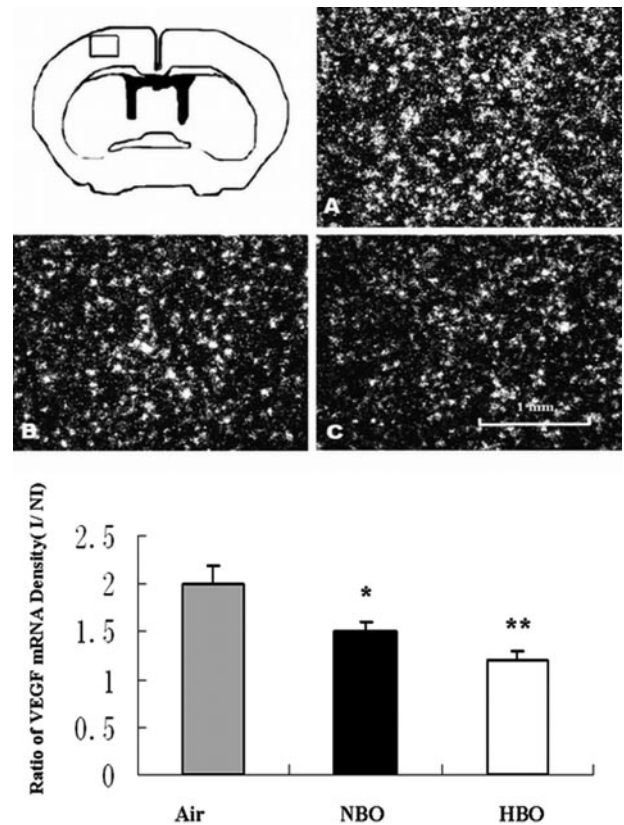 A
B
C
1 mm
Ratio of VEGF mRNA Density( I/ NI)
2.5
2
1.5
1
0.5
0
*
**
Air
NBO
HBO